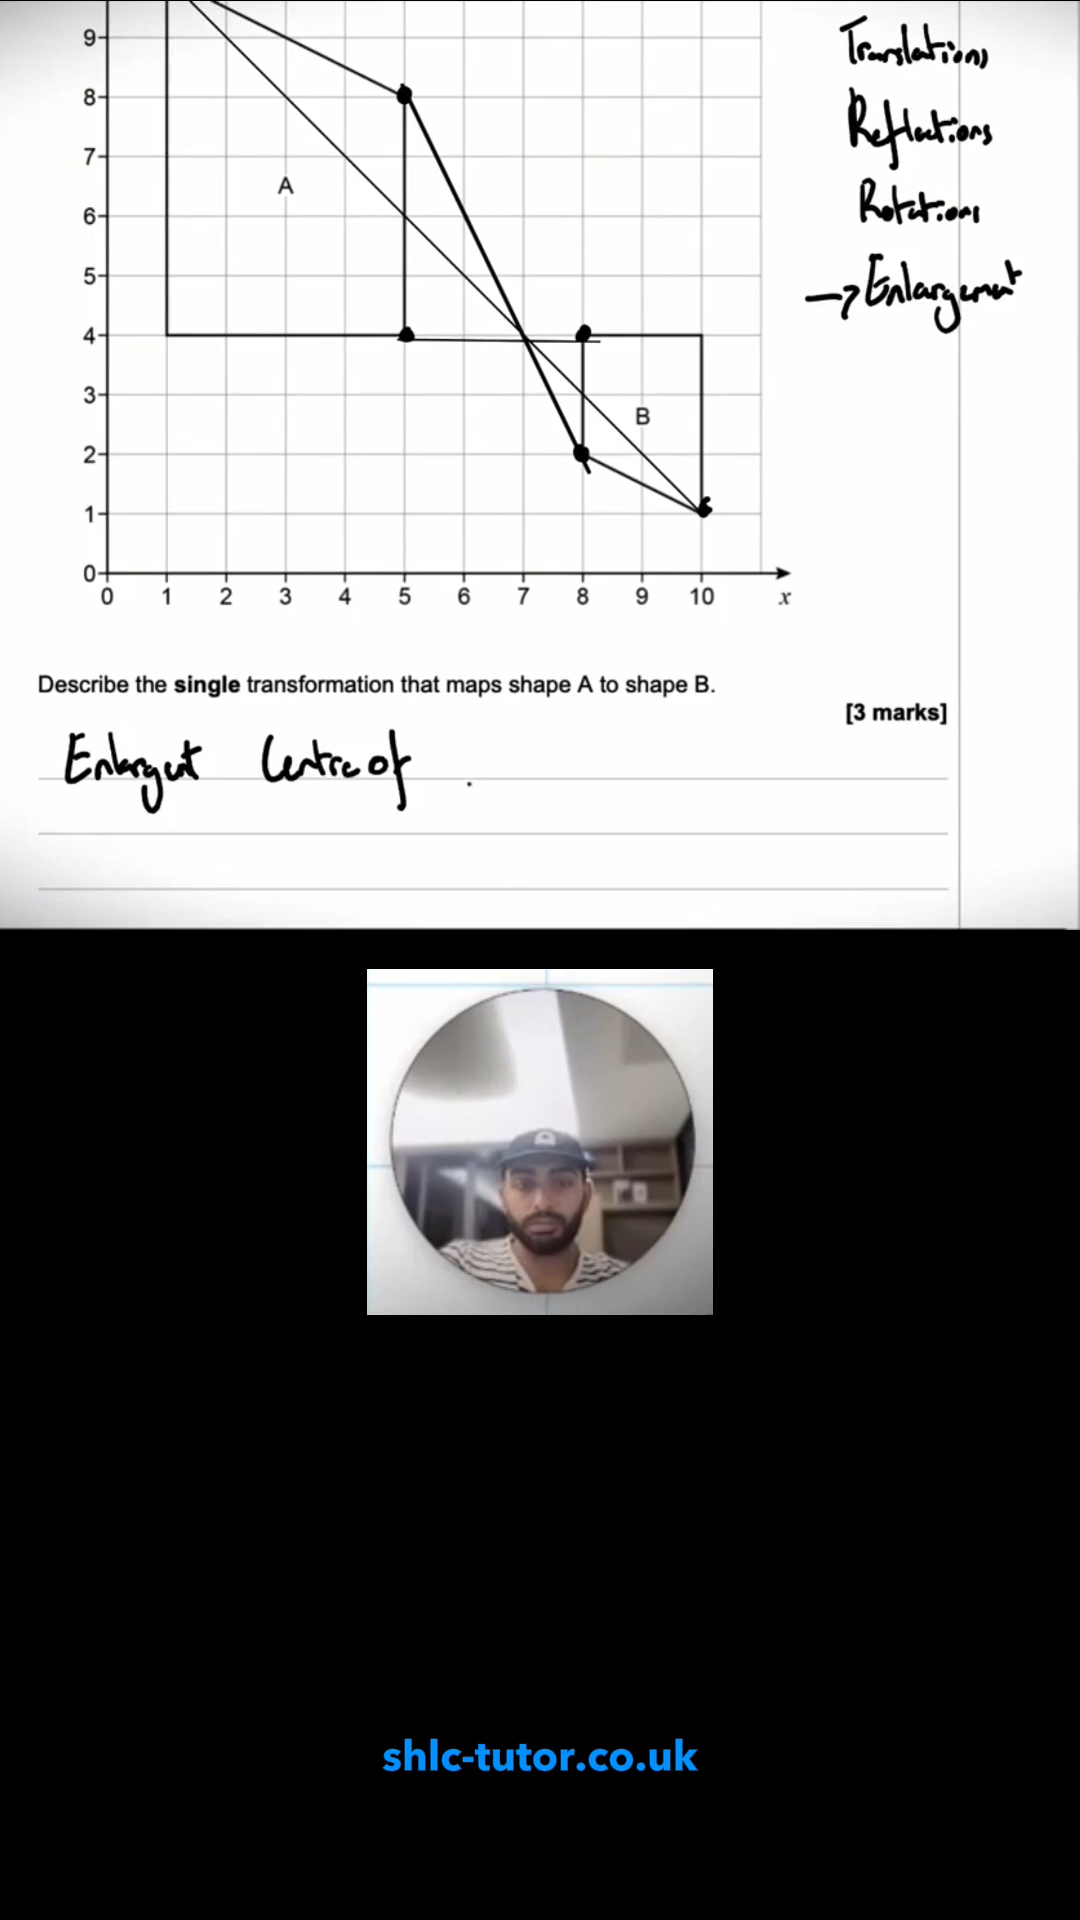 Translations
Reflections
Rotations
→ Enlargement
9
8
7
6
5
4
3
2
1
0
A
B
0 1 2 3 4 5 6 7 8 9 10 x
Describe the single transformation that maps shape A to shape B.
[3 marks]
Centre of
shlc-tutor.co.uk